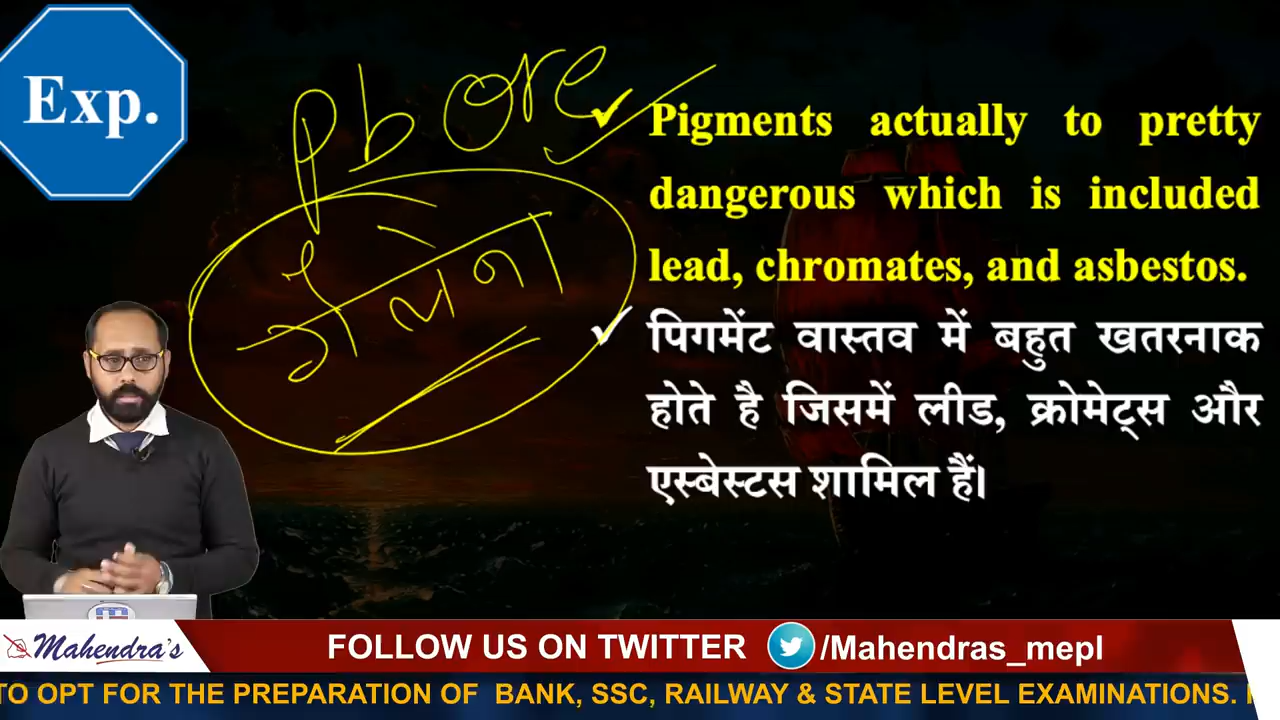 Exp.
Pb Ore
गैलेना
Pigments actually to pretty
dangerous which is included
lead, chromates, and asbestos.
पिगमेंट वास्तव में बहुत खतरनाक
होते है जिसमें लीड, क्रोमेट्स और
एस्बेस्टस शामिल हैं।
Mahendra's
FOLLOW US ON TWITTER /Mahendras_mepl
TO OPT FOR THE PREPARATION OF BANK, SSC, RAILWAY & STATE LEVEL EXAMINATIONS.